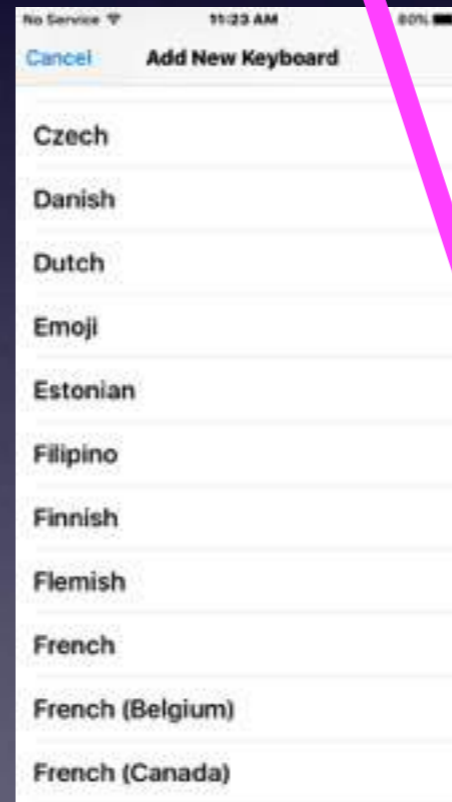 No Service 11:23 AM 80%
Cancel Add New Keyboard
Czech
Danish
Dutch
Emoji
Estonian
Filipino
Finnish
Flemish
French
French (Belgium)
French (Canada)